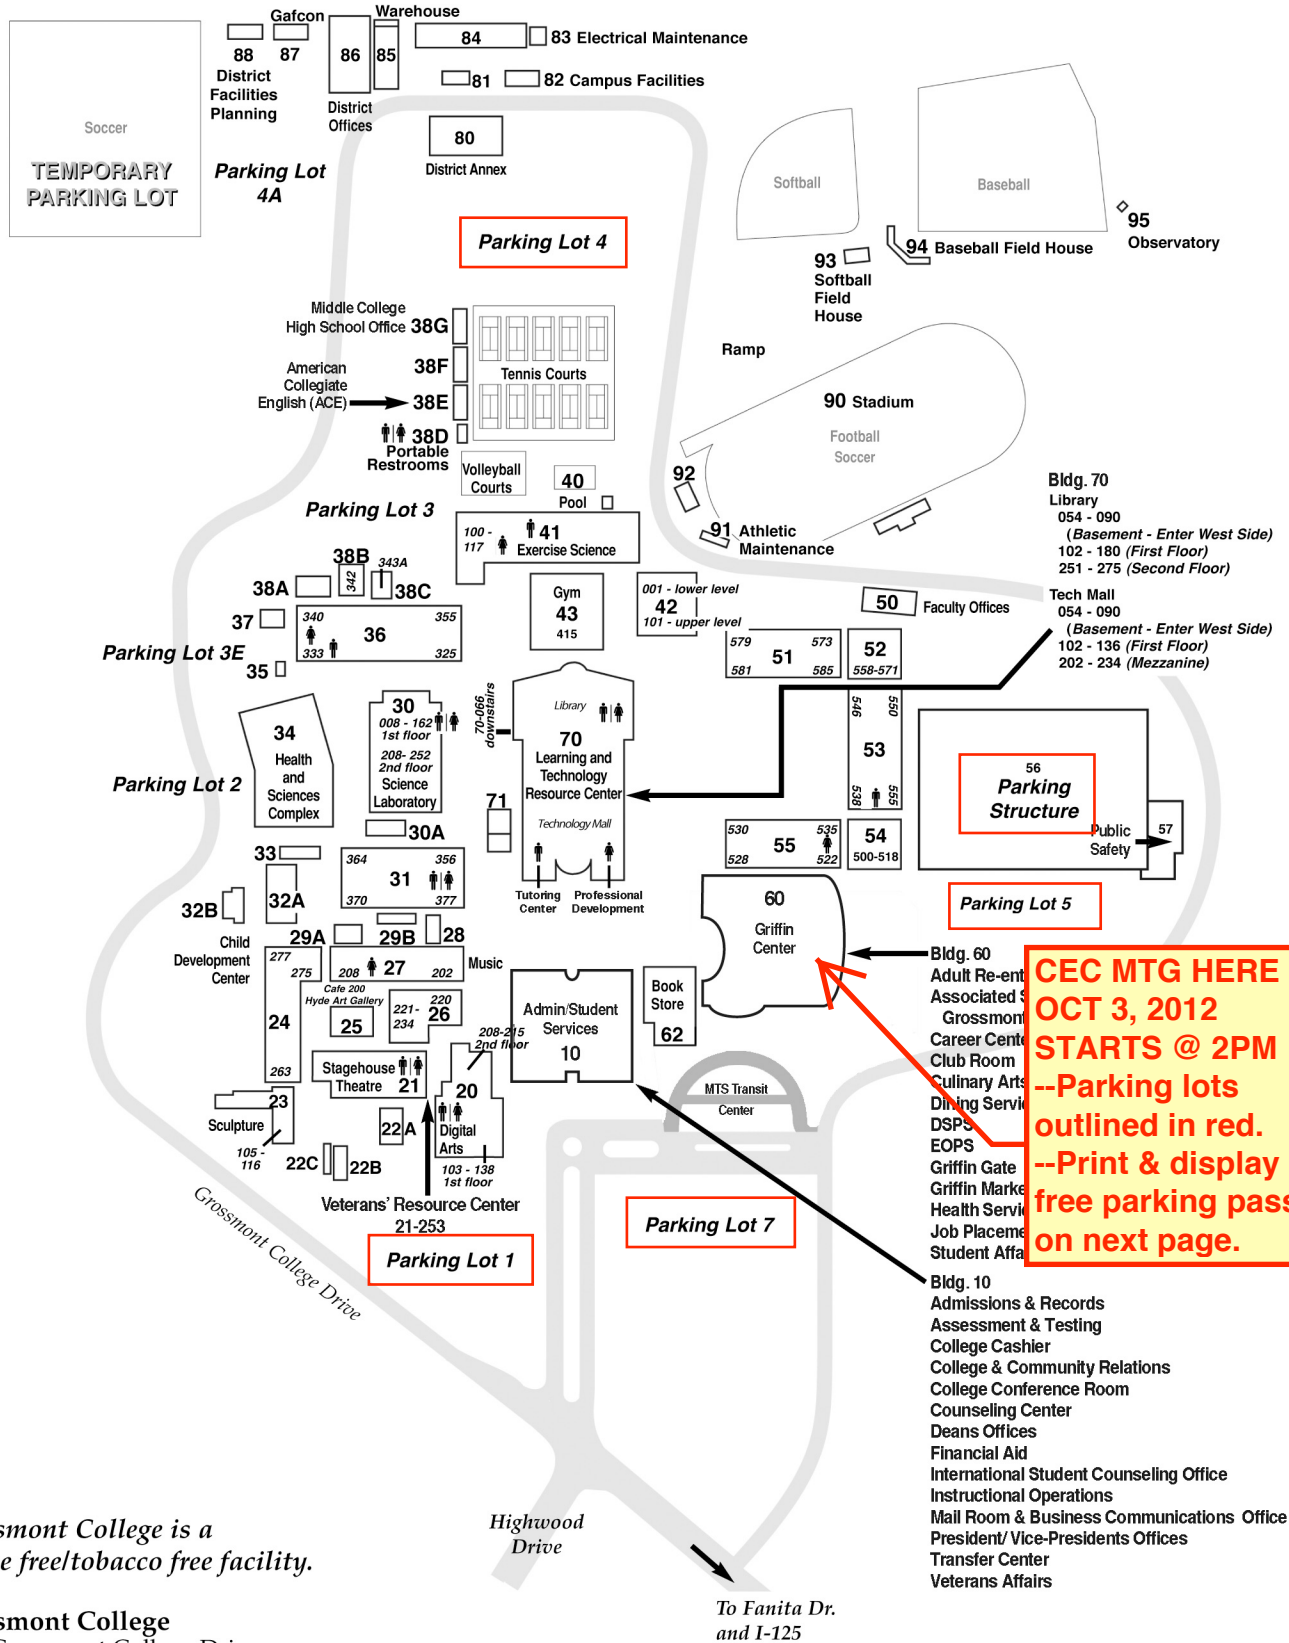 Gafcon
Warehouse
88
87
86
85
84
83 Electrical Maintenance
District
Facilities
Planning
District
Offices
81
82 Campus Facilities
80
District Annex
Soccer
TEMPORARY
PARKING LOT
Parking Lot
4A
Parking Lot 4
Softball
Baseball
95
Observatory
94 Baseball Field House
93
Softball
Field
House
Middle College
High School Office 38G
38F
American
Collegiate
English (ACE)
38E
38D
Portable
Restrooms
Tennis Courts
Ramp
90 Stadium
Football
Soccer
Volleyball
Courts
40
Pool
92
91 Athletic
Maintenance
Parking Lot 3
100 -
117
41
Exercise Science
Bldg. 70
Library
054 - 090
(Basement - Enter West Side)
102 - 180 (First Floor)
251 - 275 (Second Floor)
Tech Mall
054 - 090
(Basement - Enter West Side)
102 - 136 (First Floor)
202 - 234 (Mezzanine)
38B
343A
342
38A
38C
37
340
355
36
333
325
Gym
43
415
001 - lower level
42
101 - upper level
50
Faculty Offices
579
573
51
581
585
52
558-571
Parking Lot 3E
35
34
Health
and
Sciences
Complex
30
008 - 162
1st floor
208- 252
2nd floor
Science
Laboratory
70-066
downstairs
Library
70
Learning and
Technology
Resource Center
Technology Mall
71
546
550
53
538
555
56
Parking
Structure
Public
Safety
57
Parking Lot 2
30A
33
364
356
31
370
377
32A
32B
Tutoring
Center
Professional
Development
530
535
55
528
522
54
500-518
60
Griffin
Center
Parking Lot 5
Child
Development
Center
29A
29B
28
277
275
208
27
202
Music
Cafe 200
Hyde Art Gallery
24
263
25
221-
234
220
26
208-215
2nd floor
Admin/Student
Services
10
Book
Store
62
Stagehouse
Theatre
21
20
Digital
Arts
103 - 138
1st floor
23
Sculpture
105 -
116
22A
22C
22B
MTS Transit
Center
Veterans' Resource Center
21-253
Parking Lot 1
Parking Lot 7
Grossmont College Drive
Bldg. 60
Adult Re-ent
Associated S
Grossmont
Career Cente
Club Room
Culinary Arts
Dining Servic
DSPS
EOPS
Griffin Gate
Griffin Marke
Health Servic
Job Placeme
Student Affa
CEC MTG HERE
OCT 3, 2012
STARTS @ 2PM
--Parking lots
outlined in red.
--Print & display
free parking pass
on next page.
Bldg. 10
Admissions & Records
Assessment & Testing
College Cashier
College & Community Relations
College Conference Room
Counseling Center
Deans Offices
Financial Aid
International Student Counseling Office
Instructional Operations
Mail Room & Business Communications Office
President/ Vice-Presidents Offices
Transfer Center
Veterans Affairs
Highwood
Drive
To Fanita Dr.
and I-125
smont College is a
e free/tobacco free facility.
smont College